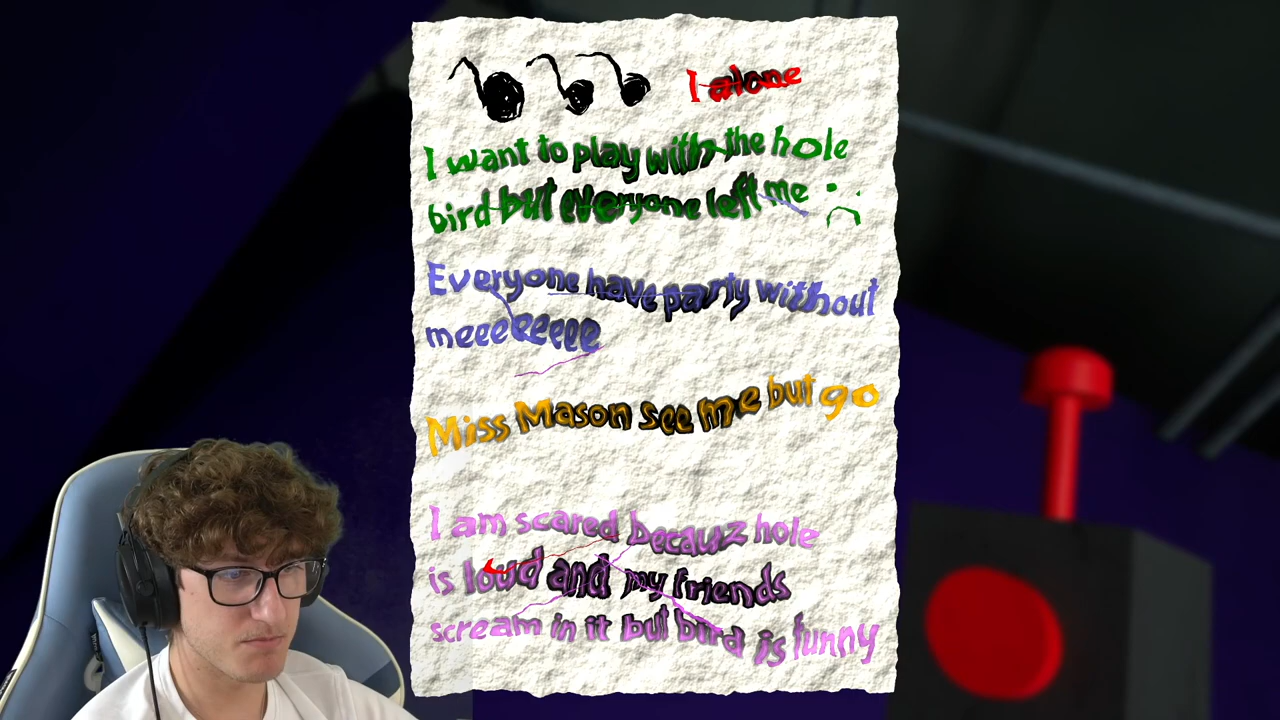 I alone
I want to play with the hole
bird but everyone left me :(
Everyone have party without
meeeeeeee
Miss Mason see me but go
I am scared becauz hole
is loud and my friends
scream in it but bird is funny